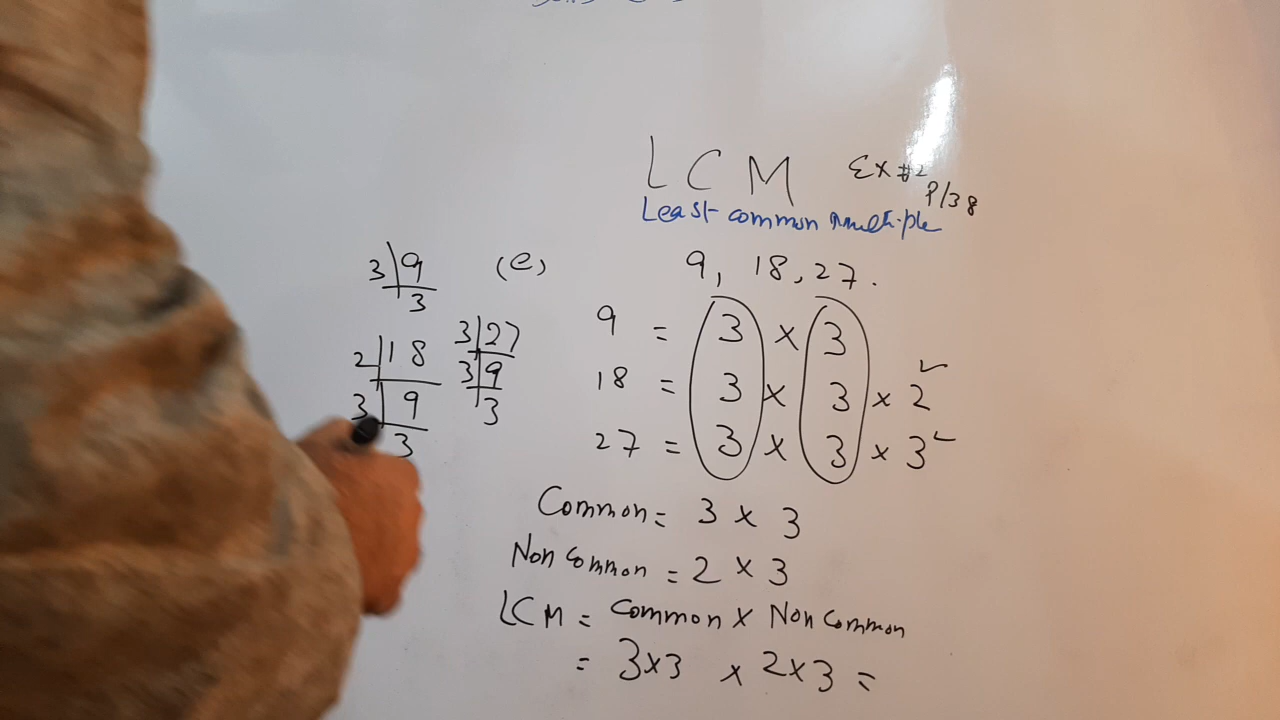 LCM Ex #2 P/38
Least common multiple
(e) 9, 18, 27.
3 | 9
3
2 | 18
3 | 9
3
3 | 27
3 | 9
3
9 = 3 x 3
18 = 3 x 3 x 2 ✓
27 = 3 x 3 x 3 ✓
Common = 3 x 3
Non Common = 2 x 3
LCM = Common x Non Common
= 3x3 x 2x3 =